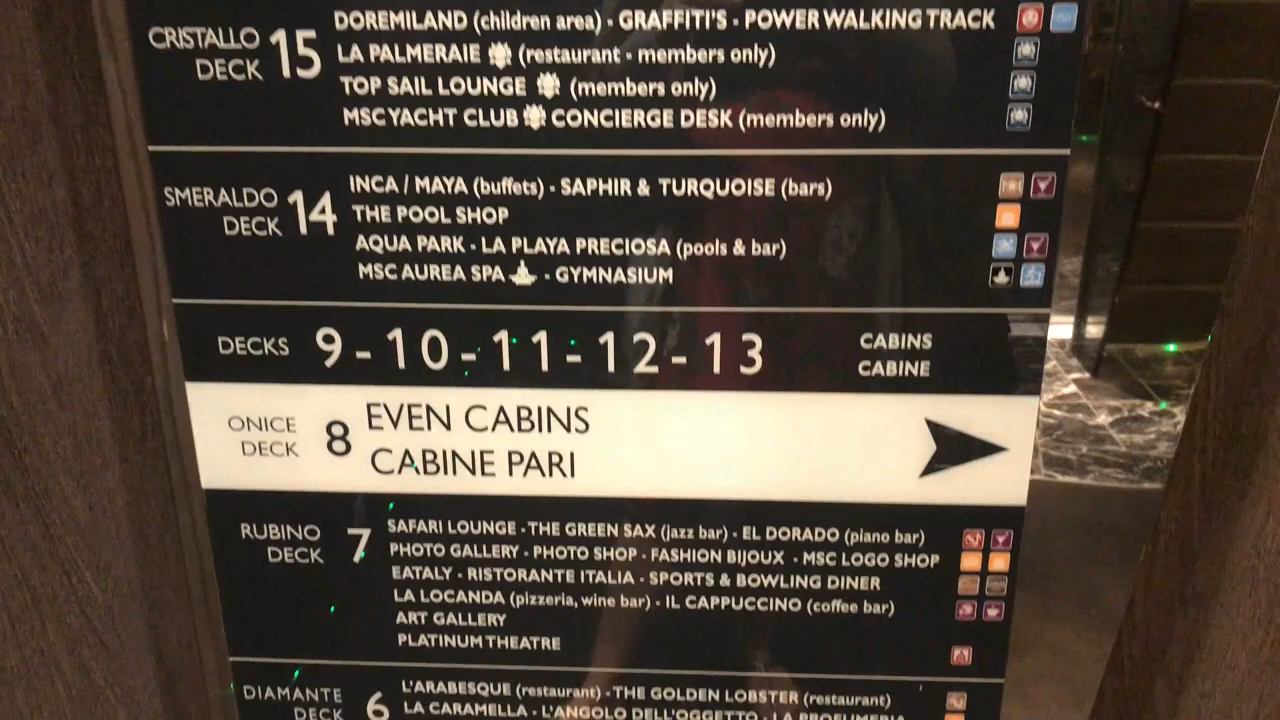 DOREMILAND (children area) - GRAFFITI'S - POWER WALKING TRACK
CRISTALLO DECK 15
LA PALMERAIE (restaurant - members only)
TOP SAIL LOUNGE (members only)
MSC YACHT CLUB CONCIERGE DESK (members only)
SMERALDO DECK 14
INCA / MAYA (buffets) - SAPHIR & TURQUOISE (bars)
THE POOL SHOP
AQUA PARK - LA PLAYA PRECIOSA (pools & bar)
MSC AUREA SPA - GYMNASIUM
DECKS 9 - 10 - 11 - 12 - 13
CABINS
CABINE
ONICE DECK 8
EVEN CABINS
CABINE PARI
RUBINO DECK 7
SAFARI LOUNGE - THE GREEN SAX (jazz bar) - EL DORADO (piano bar)
PHOTO GALLERY - PHOTO SHOP - FASHION BIJOUX - MSC LOGO SHOP
EATALY - RISTORANTE ITALIA - SPORTS & BOWLING DINER
LA LOCANDA (pizzeria, wine bar) - IL CAPPUCCINO (coffee bar)
ART GALLERY
PLATINUM THEATRE
DIAMANTE DECK 6
L'ARABESQUE (restaurant) - THE GOLDEN LOBSTER (restaurant)
LA CARAMELLA - L'ANGOLO DELL'OGGETTO - LA PROFUMERIA